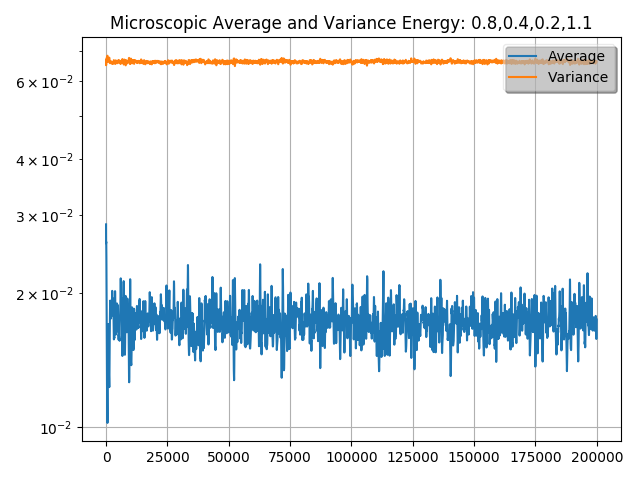 Microscopic Average and Variance Energy: 0.8,0.4,0.2,1.1
Average
Variance
6 × 10⁻²
4 × 10⁻²
3 × 10⁻²
2 × 10⁻²
10⁻²
0 25000 50000 75000 100000 125000 150000 175000 200000